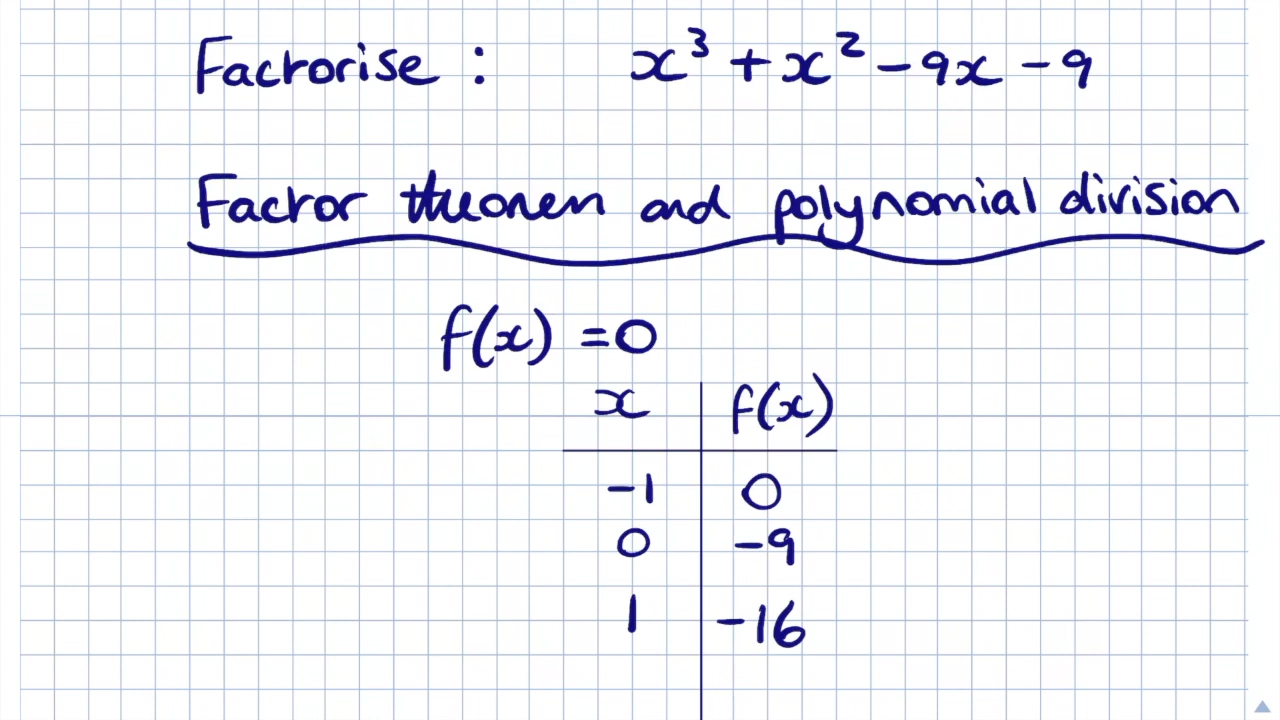 Factorise : x³ + x² - 9x - 9
Factor theorem and polynomial division
f(x) = 0
x f(x)
-1 0
0 -9
1 -16